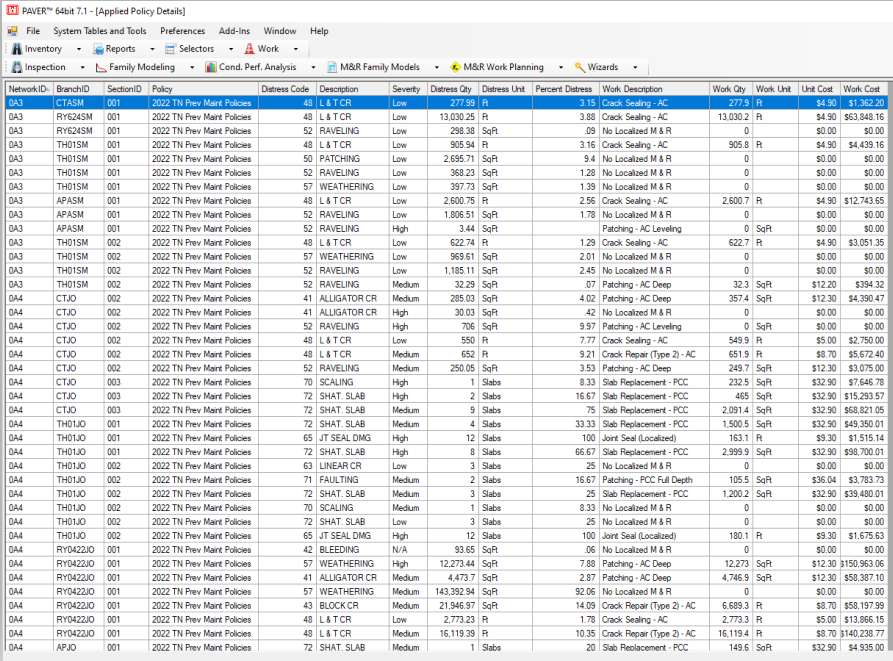 PAVER™ 64bit 7.1 - [Applied Policy Details]
File System Tables and Tools Preferences Add-Ins Window Help
Inventory Reports Selectors Work
Inspection Family Modeling Cond. Perf. Analysis M&R Family Models M&R Work Planning Wizards
NetworkID BranchID SectionID Policy Distress Code Description Severity Distress Qty Distress Unit Percent Distress Work Description Work Qty Work Unit Unit Cost Work Cost
0A3 CTASM 001 2022 TN Prev Maint Policies 48 L & T CR Low 277.99 Ft 3.15 Crack Sealing - AC 277.9 Ft $4.90 $1,362.20
0A3 RY624SM 001 2022 TN Prev Maint Policies 48 L & T CR Low 13,030.25 Ft 3.88 Crack Sealing - AC 13,030.2 Ft $4.90 $63,848.16
0A3 RY624SM 001 2022 TN Prev Maint Policies 52 RAVELING Low 298.38 SqFt .09 No Localized M & R 0 $0.00 $0.00
0A3 TH01SM 001 2022 TN Prev Maint Policies 48 L & T CR Low 905.94 Ft 3.16 Crack Sealing - AC 905.8 Ft $4.90 $4,439.16
0A3 TH01SM 001 2022 TN Prev Maint Policies 50 PATCHING Low 2,695.71 SqFt 9.4 No Localized M & R 0 $0.00 $0.00
0A3 TH01SM 001 2022 TN Prev Maint Policies 52 RAVELING Low 368.23 SqFt 1.28 No Localized M & R 0 $0.00 $0.00
0A3 TH01SM 001 2022 TN Prev Maint Policies 57 WEATHERING Low 397.73 SqFt 1.39 No Localized M & R 0 $0.00 $0.00
0A3 APASM 001 2022 TN Prev Maint Policies 48 L & T CR Low 2,600.75 Ft 2.56 Crack Sealing - AC 2,600.7 Ft $4.90 $12,743.65
0A3 APASM 001 2022 TN Prev Maint Policies 52 RAVELING Low 1,806.51 SqFt 1.78 No Localized M & R 0 $0.00 $0.00
0A3 APASM 001 2022 TN Prev Maint Policies 52 RAVELING High 3.44 SqFt Patching - AC Leveling 0 SqFt $0.00 $0.00
0A3 TH01SM 002 2022 TN Prev Maint Policies 48 L & T CR Low 622.74 Ft 1.29 Crack Sealing - AC 622.7 Ft $4.90 $3,051.35
0A3 TH01SM 002 2022 TN Prev Maint Policies 57 WEATHERING Low 969.61 SqFt 2.01 No Localized M & R 0 $0.00 $0.00
0A3 TH01SM 002 2022 TN Prev Maint Policies 52 RAVELING Low 1,185.11 SqFt 2.45 No Localized M & R 0 $0.00 $0.00
0A3 TH01SM 002 2022 TN Prev Maint Policies 52 RAVELING Medium 32.29 SqFt .07 Patching - AC Deep 32.3 SqFt $12.20 $394.32
0A4 CTJO 002 2022 TN Prev Maint Policies 41 ALLIGATOR CR Medium 285.03 SqFt 4.02 Patching - AC Deep 357.4 SqFt $12.30 $4,390.47
0A4 CTJO 002 2022 TN Prev Maint Policies 41 ALLIGATOR CR High 30.03 SqFt .42 No Localized M & R 0 $0.00 $0.00
0A4 CTJO 002 2022 TN Prev Maint Policies 52 RAVELING High 706 SqFt 9.97 Patching - AC Leveling 0 SqFt $0.00 $0.00
0A4 CTJO 002 2022 TN Prev Maint Policies 48 L & T CR Low 550 Ft 7.77 Crack Sealing - AC 549.9 Ft $5.00 $2,750.00
0A4 CTJO 002 2022 TN Prev Maint Policies 48 L & T CR Medium 652 Ft 9.21 Crack Repair (Type 2) - AC 651.9 Ft $8.70 $5,672.40
0A4 CTJO 002 2022 TN Prev Maint Policies 52 RAVELING Medium 250.05 SqFt 3.53 Patching - AC Deep 249.7 SqFt $12.30 $3,075.00
0A4 CTJO 003 2022 TN Prev Maint Policies 70 SCALING High 1 Slabs 8.33 Slab Replacement - PCC 232.5 SqFt $32.90 $7,646.78
0A4 CTJO 003 2022 TN Prev Maint Policies 72 SHAT. SLAB High 2 Slabs 16.67 Slab Replacement - PCC 465 SqFt $32.90 $15,293.57
0A4 CTJO 003 2022 TN Prev Maint Policies 72 SHAT. SLAB Medium 9 Slabs 75 Slab Replacement - PCC 2,091.4 SqFt $32.90 $68,821.05
0A4 TH01JO 001 2022 TN Prev Maint Policies 72 SHAT. SLAB Medium 4 Slabs 33.33 Slab Replacement - PCC 1,500.5 SqFt $32.90 $49,350.01
0A4 TH01JO 001 2022 TN Prev Maint Policies 65 JT SEAL DMG High 12 Slabs 100 Joint Seal (Localized) 163.1 Ft $9.30 $1,515.14
0A4 TH01JO 001 2022 TN Prev Maint Policies 72 SHAT. SLAB High 8 Slabs 66.67 Slab Replacement - PCC 2,999.9 SqFt $32.90 $98,700.01
0A4 TH01JO 002 2022 TN Prev Maint Policies 63 LINEAR CR Low 3 Slabs 25 No Localized M & R 0 $0.00 $0.00
0A4 TH01JO 002 2022 TN Prev Maint Policies 71 FAULTING Medium 2 Slabs 16.67 Patching - PCC Full Depth 105.5 SqFt $36.04 $3,783.73
0A4 TH01JO 002 2022 TN Prev Maint Policies 72 SHAT. SLAB Medium 3 Slabs 25 Slab Replacement - PCC 1,200.2 SqFt $32.90 $39,480.01
0A4 TH01JO 002 2022 TN Prev Maint Policies 70 SCALING Medium 1 Slabs 8.33 No Localized M & R 0 $0.00 $0.00
0A4 TH01JO 002 2022 TN Prev Maint Policies 72 SHAT. SLAB Low 3 Slabs 25 No Localized M & R 0 $0.00 $0.00
0A4 TH01JO 002 2022 TN Prev Maint Policies 65 JT SEAL DMG High 12 Slabs 100 Joint Seal (Localized) 180.1 Ft $9.30 $1,675.63
0A4 RY0422JO 001 2022 TN Prev Maint Policies 42 BLEEDING N/A 93.65 SqFt .06 No Localized M & R 0 $0.00 $0.00
0A4 RY0422JO 001 2022 TN Prev Maint Policies 57 WEATHERING High 12,273.44 SqFt 7.88 Patching - AC Deep 12,273 SqFt $12.30 $150,963.06
0A4 RY0422JO 001 2022 TN Prev Maint Policies 41 ALLIGATOR CR Medium 4,473.7 SqFt 2.87 Patching - AC Deep 4,746.9 SqFt $12.30 $58,387.10
0A4 RY0422JO 001 2022 TN Prev Maint Policies 57 WEATHERING Medium 143,392.94 SqFt 92.06 No Localized M & R 0 $0.00 $0.00
0A4 RY0422JO 001 2022 TN Prev Maint Policies 43 BLOCK CR Medium 21,946.97 SqFt 14.09 Crack Repair (Type 2) - AC 6,689.3 Ft $8.70 $58,197.99
0A4 RY0422JO 001 2022 TN Prev Maint Policies 48 L & T CR Low 2,773.23 Ft 1.78 Crack Sealing - AC 2,773.3 Ft $5.00 $13,866.15
0A4 RY0422JO 001 2022 TN Prev Maint Policies 48 L & T CR Medium 16,119.39 Ft 10.35 Crack Repair (Type 2) - AC 16,119.4 Ft $8.70 $140,238.77
0A4 APJO 001 2022 TN Prev Maint Policies 72 SHAT. SLAB Medium 1 Slabs 20 Slab Replacement - PCC 149.6 SqFt $32.90 $4,935.00